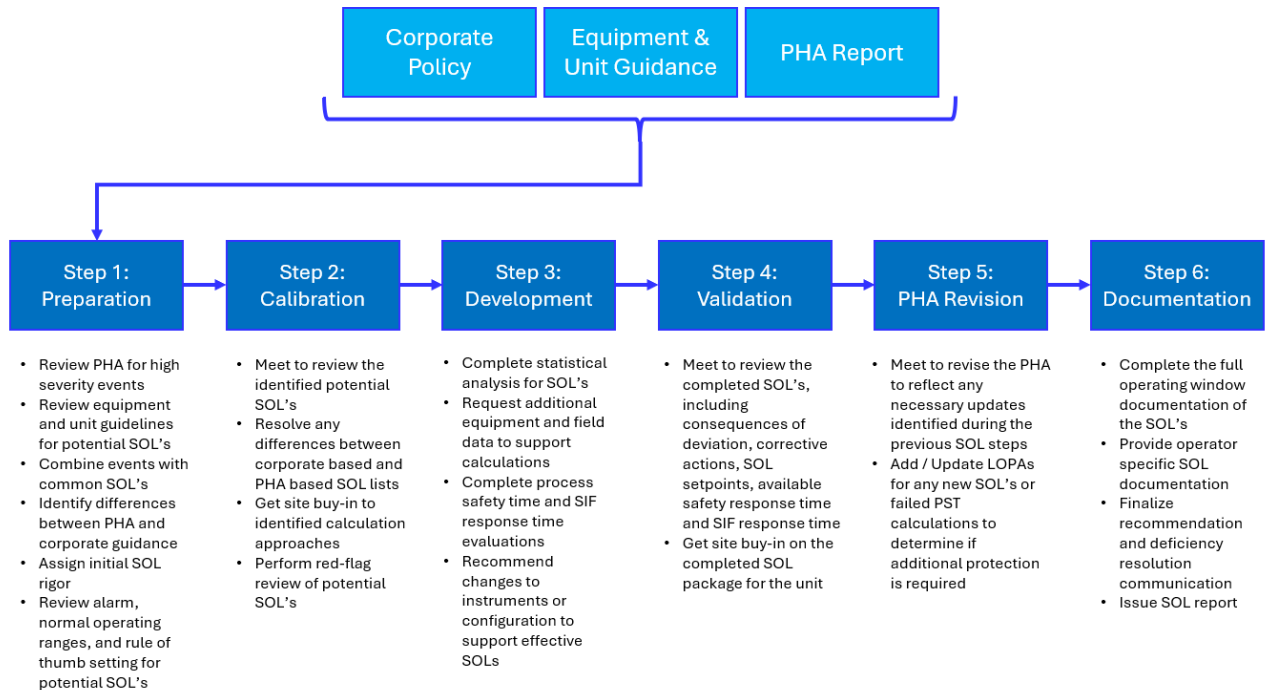 Corporate
Policy
Equipment &
Unit Guidance
PHA Report
Step 1:
Preparation
Step 2:
Calibration
Step 3:
Development
Step 4:
Validation
Step 5:
PHA Revision
Step 6:
Documentation
• Review PHA for high
severity events
• Review equipment
and unit guidelines
for potential SOL's
• Combine events with
common SOL's
• Identify differences
between PHA and
corporate guidance
• Assign initial SOL
rigor
• Review alarm,
normal operating
ranges, and rule of
thumb setting for
potential SOL's
• Meet to review the
identified potential
SOL's
• Resolve any
differences between
corporate based and
PHA based SOL lists
• Get site buy-in to
identified calculation
approaches
• Perform red-flag
review of potential
SOL's
• Complete statistical
analysis for SOL's
• Request additional
equipment and field
data to support
calculations
• Complete process
safety time and SIF
response time
evaluations
• Recommend
changes to
instruments or
configuration to
support effective
SOLs
• Meet to review the
completed SOL's,
including
consequences of
deviation, corrective
actions, SOL
setpoints, available
safety response time
and SIF response time
• Get site buy-in on the
completed SOL
package for the unit
• Meet to revise the PHA
to reflect any
necessary updates
identified during the
previous SOL steps
• Add / Update LOPAs
for any new SOL's or
failed PST
calculations to
determine if
additional protection
is required
• Complete the full
operating window
documentation of
the SOL's
• Provide operator
specific SOL
documentation
• Finalize
recommendation
and deficiency
resolution
communication
• Issue SOL report